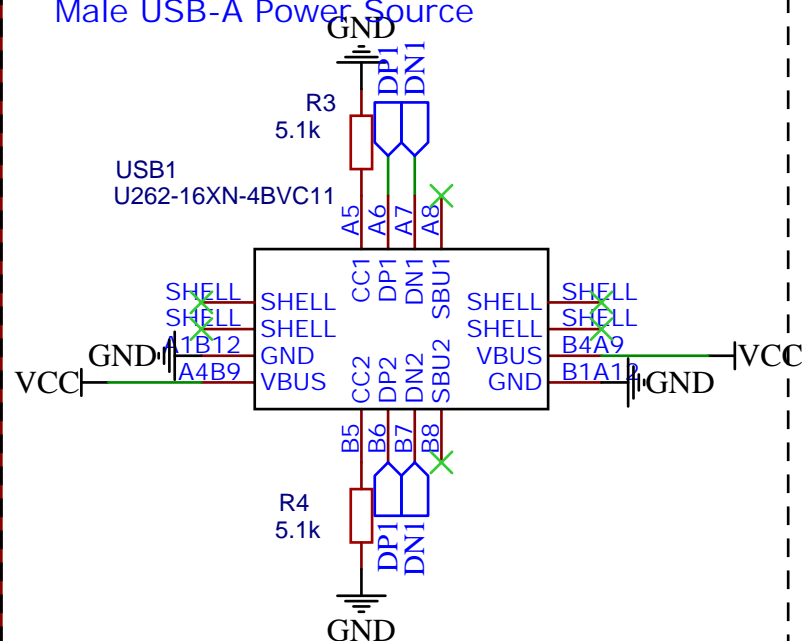 Male USB-A Power Source
GND
DP1
DN1
R3
5.1k
USB1
U262-16XN-4BVC11
A5
A6
A7
A8
CC1
DP1
DN1
SBU1
SHELL
SHELL
SHELL
SHELL
SHELL
SHELL
SHELL
SHELL
GND
A1B12
GND
VBUS
B4A9
VCC
VCC
A4B9
VBUS
GND
B1A12
GND
CC2
DP2
DN2
SBU2
B5
B6
B7
B8
R4
5.1k
DP1
DN1
GND